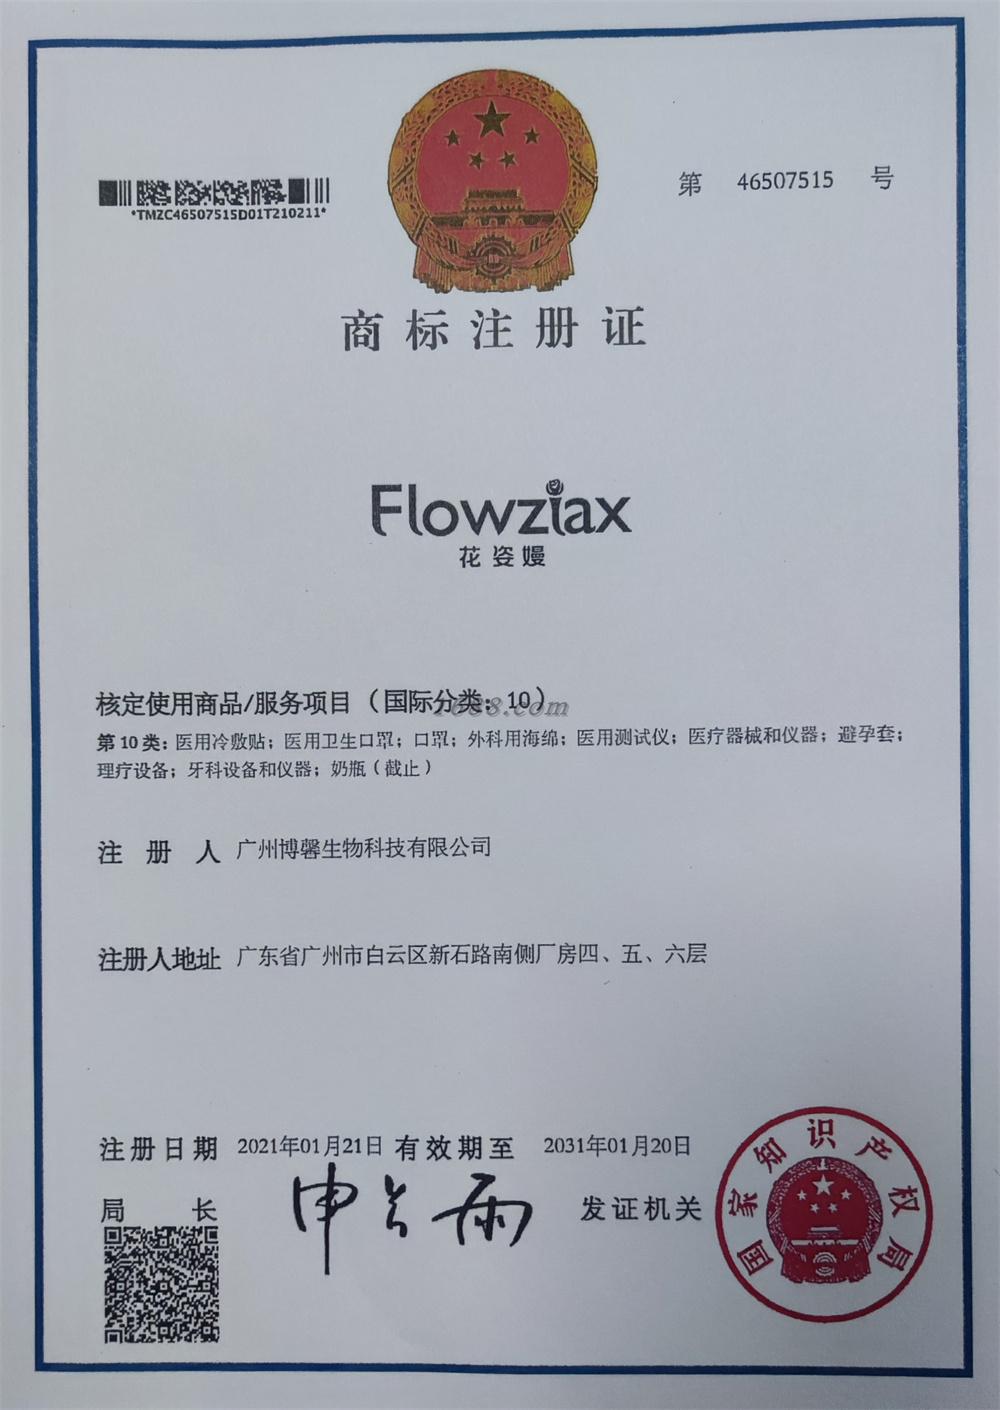 *TMZC46507515D01T210211*
第 46507515 号
商标注册证
Flowziax
花姿嫚
核定使用商品/服务项目（国际分类：10）
1688.com
第10类：医用冷敷贴；医用卫生口罩；口罩；外科用海绵；医用测试仪；医疗器械和仪器；避孕套；
理疗设备；牙科设备和仪器；奶瓶（截止）
注 册 人 广州博馨生物科技有限公司
注册人地址 广东省广州市白云区新石路南侧厂房四、五、六层
注册日期 2021年01月21日 有效期至 2031年01月20日
局 长 申长雨 发证机关
国家知识产权局